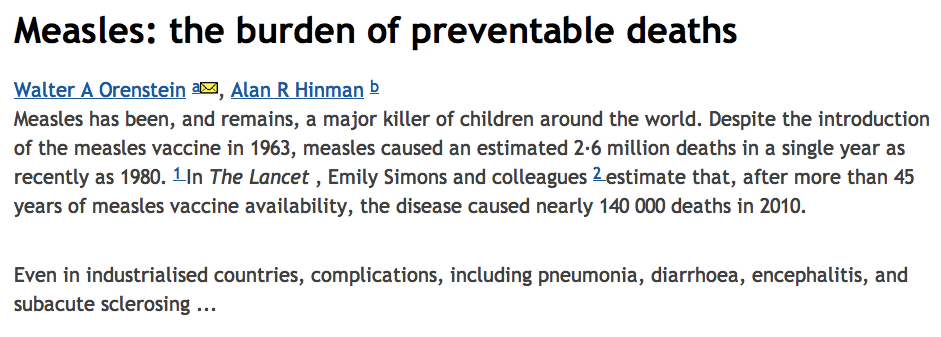 Measles: the burden of preventable deaths
Walter A Orenstein a, Alan R Hinman b
Measles has been, and remains, a major killer of children around the world. Despite the introduction
of the measles vaccine in 1963, measles caused an estimated 2·6 million deaths in a single year as
recently as 1980. 1 In The Lancet , Emily Simons and colleagues 2 estimate that, after more than 45
years of measles vaccine availability, the disease caused nearly 140 000 deaths in 2010.
Even in industrialised countries, complications, including pneumonia, diarrhoea, encephalitis, and
subacute sclerosing ...